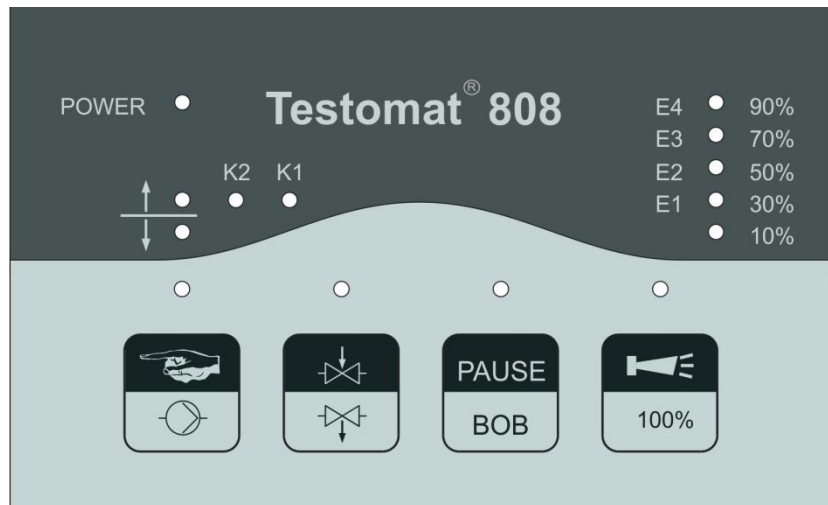 POWER
Testomat® 808
K2 K1
E4 90%
E3 70%
E2 50%
E1 30%
10%
PAUSE
BOB
100%